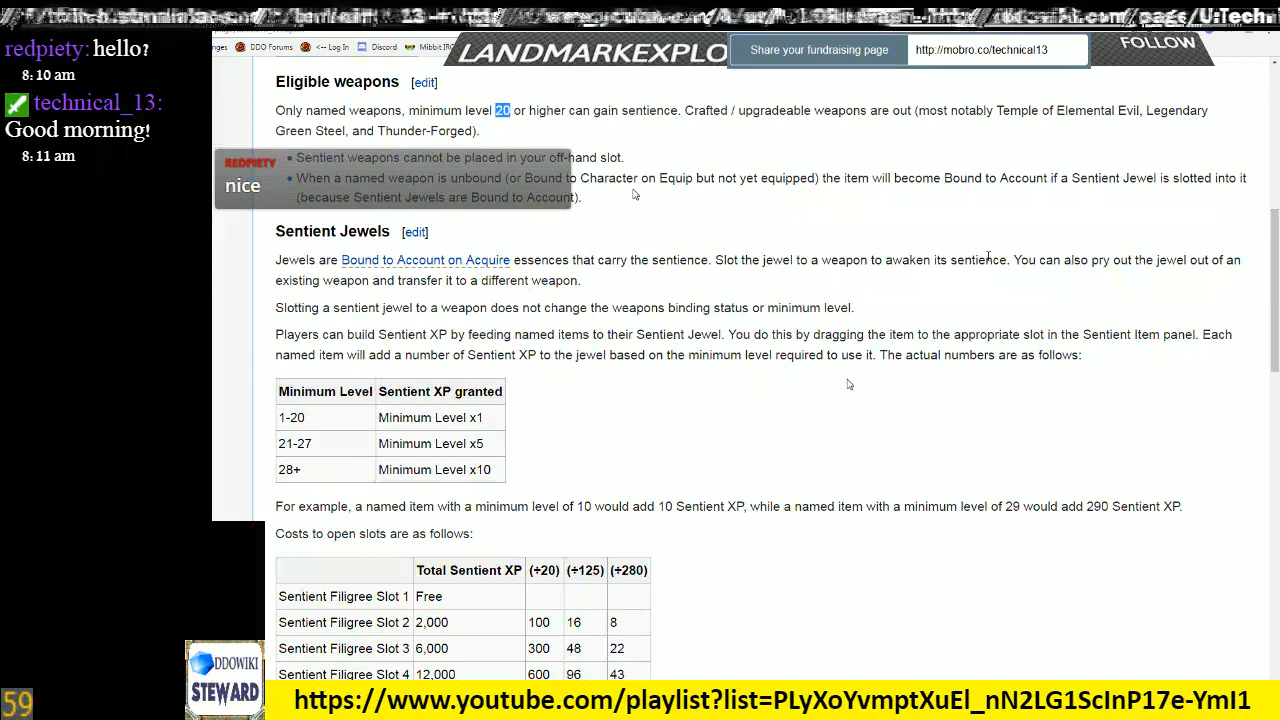 redpiety: hello?
8:10 am
technical_13:
Good morning!
8:11 am
DDO Forums
<-- Log In
Discord
Mibbit IR
LANDMARKEXPLO
Share your fundraising page
http://mobro.co/technical13
FOLLOW
Eligible weapons [edit]
Only named weapons, minimum level 20 or higher can gain sentience. Crafted / upgradeable weapons are out (most notably Temple of Elemental Evil, Legendary
Green Steel, and Thunder-Forged).
REDPIETY
nice
Sentient weapons cannot be placed in your off-hand slot.
When a named weapon is unbound (or Bound to Character on Equip but not yet equipped) the item will become Bound to Account if a Sentient Jewel is slotted into it
(because Sentient Jewels are Bound to Account).
Sentient Jewels [edit]
Jewels are Bound to Account on Acquire essences that carry the sentience. Slot the jewel to a weapon to awaken its sentience. You can also pry out the jewel out of an
existing weapon and transfer it to a different weapon.
Slotting a sentient jewel to a weapon does not change the weapons binding status or minimum level.
Players can build Sentient XP by feeding named items to their Sentient Jewel. You do this by dragging the item to the appropriate slot in the Sentient Item panel. Each
named item will add a number of Sentient XP to the jewel based on the minimum level required to use it. The actual numbers are as follows:
Minimum Level Sentient XP granted
1-20 Minimum Level x1
21-27 Minimum Level x5
28+ Minimum Level x10
For example, a named item with a minimum level of 10 would add 10 Sentient XP, while a named item with a minimum level of 29 would add 290 Sentient XP.
Costs to open slots are as follows:
Total Sentient XP (÷20) (÷125) (÷280)
Sentient Filigree Slot 1 Free
Sentient Filigree Slot 2 2,000 100 16 8
Sentient Filigree Slot 3 6,000 300 48 22
Sentient Filigree Slot 4 12,000 600 96 43
DDOWIKI
STEWARD
59
https://www.youtube.com/playlist?list=PLyXoYvmptXuEl_nN2LG1ScInP17e-YmI1